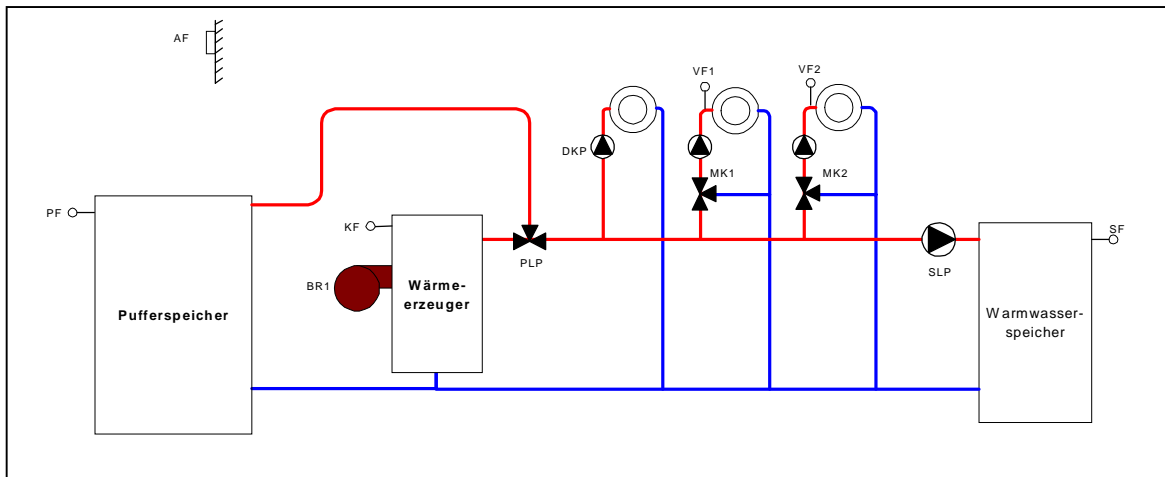 AF
VF1
VF2
DKP
MK1
MK2
PF
KF
SF
PLP
SLP
BR1
Wärme-
erzeuger
Pufferspeicher
Warmwasser-
speicher